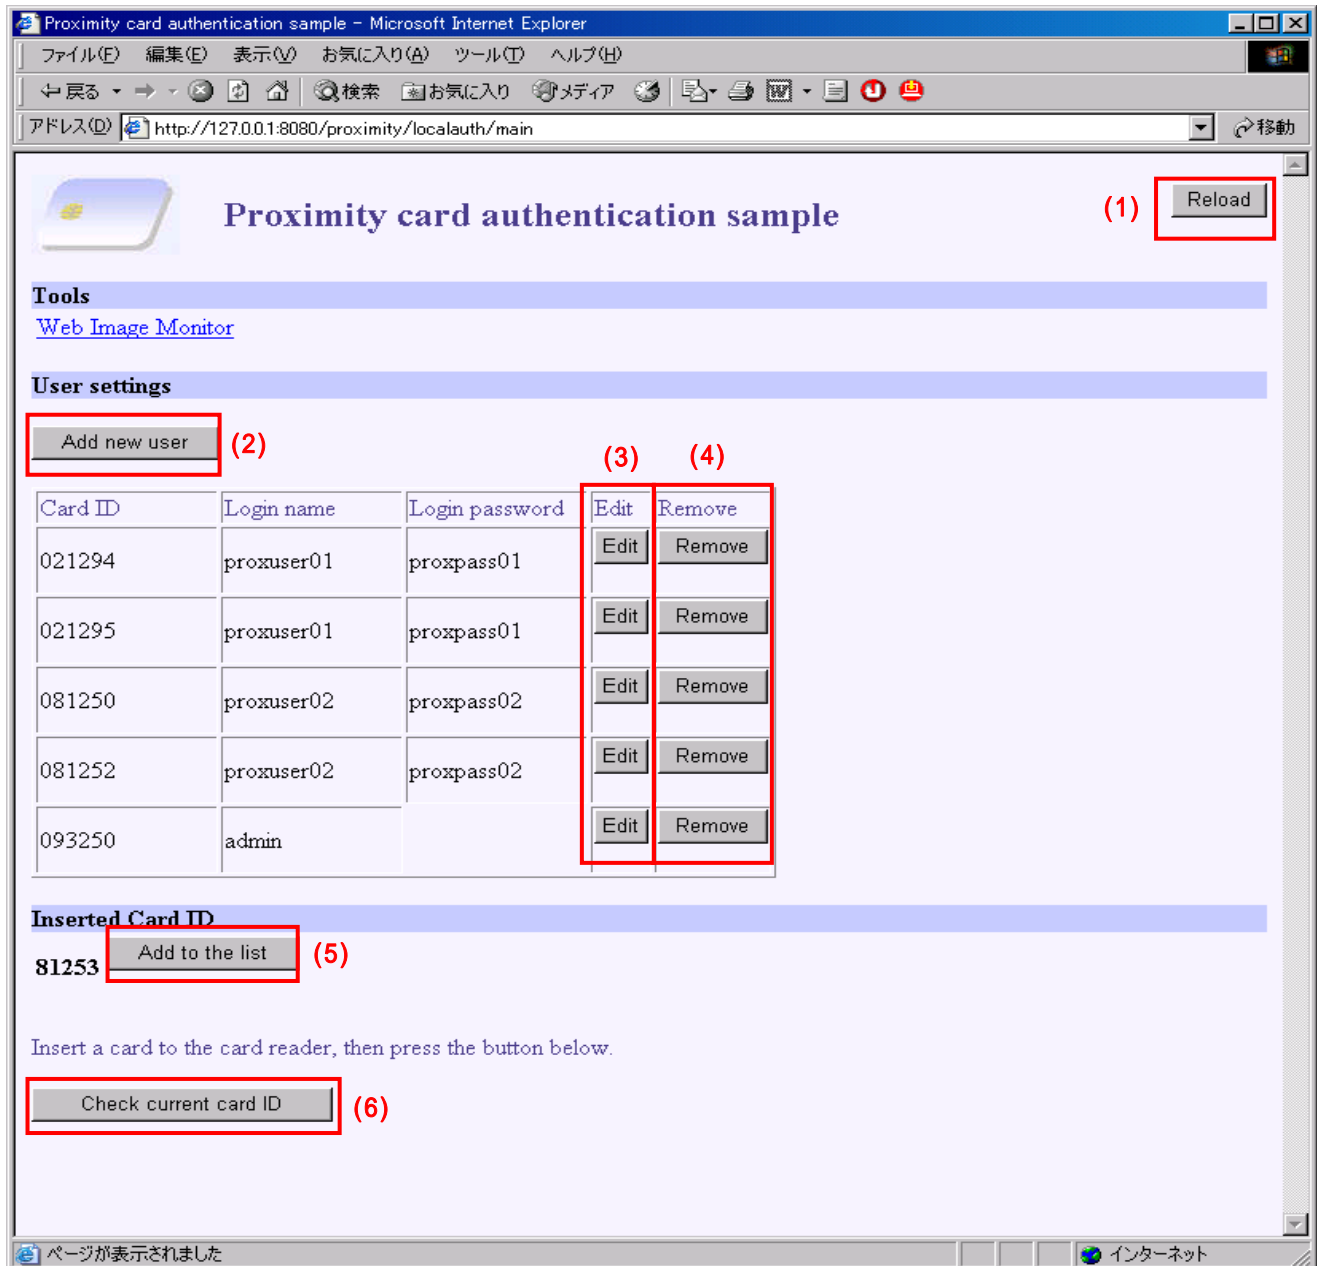 Proximity card authentication sample - Microsoft Internet Explorer
ファイル(F) 編集(E) 表示(V) お気に入り(A) ツール(T) ヘルプ(H)
戻る 検索 お気に入り メディア
アドレス(D) http://127.0.0.1:8080/proximity/localauth/main 移動
Proximity card authentication sample (1) Reload
Tools
Web Image Monitor
User settings
Add new user (2)
(3) (4)
Card ID Login name Login password Edit Remove
021294 proxuser01 proxpass01 Edit Remove
021295 proxuser01 proxpass01 Edit Remove
081250 proxuser02 proxpass02 Edit Remove
081252 proxuser02 proxpass02 Edit Remove
093250 admin Edit Remove
Inserted Card ID
81253 Add to the list (5)
Insert a card to the card reader, then press the button below.
Check current card ID (6)
ページが表示されました インターネット